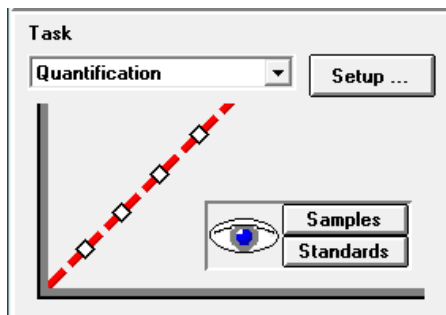 Task
Quantification
Setup ...
Samples
Standards